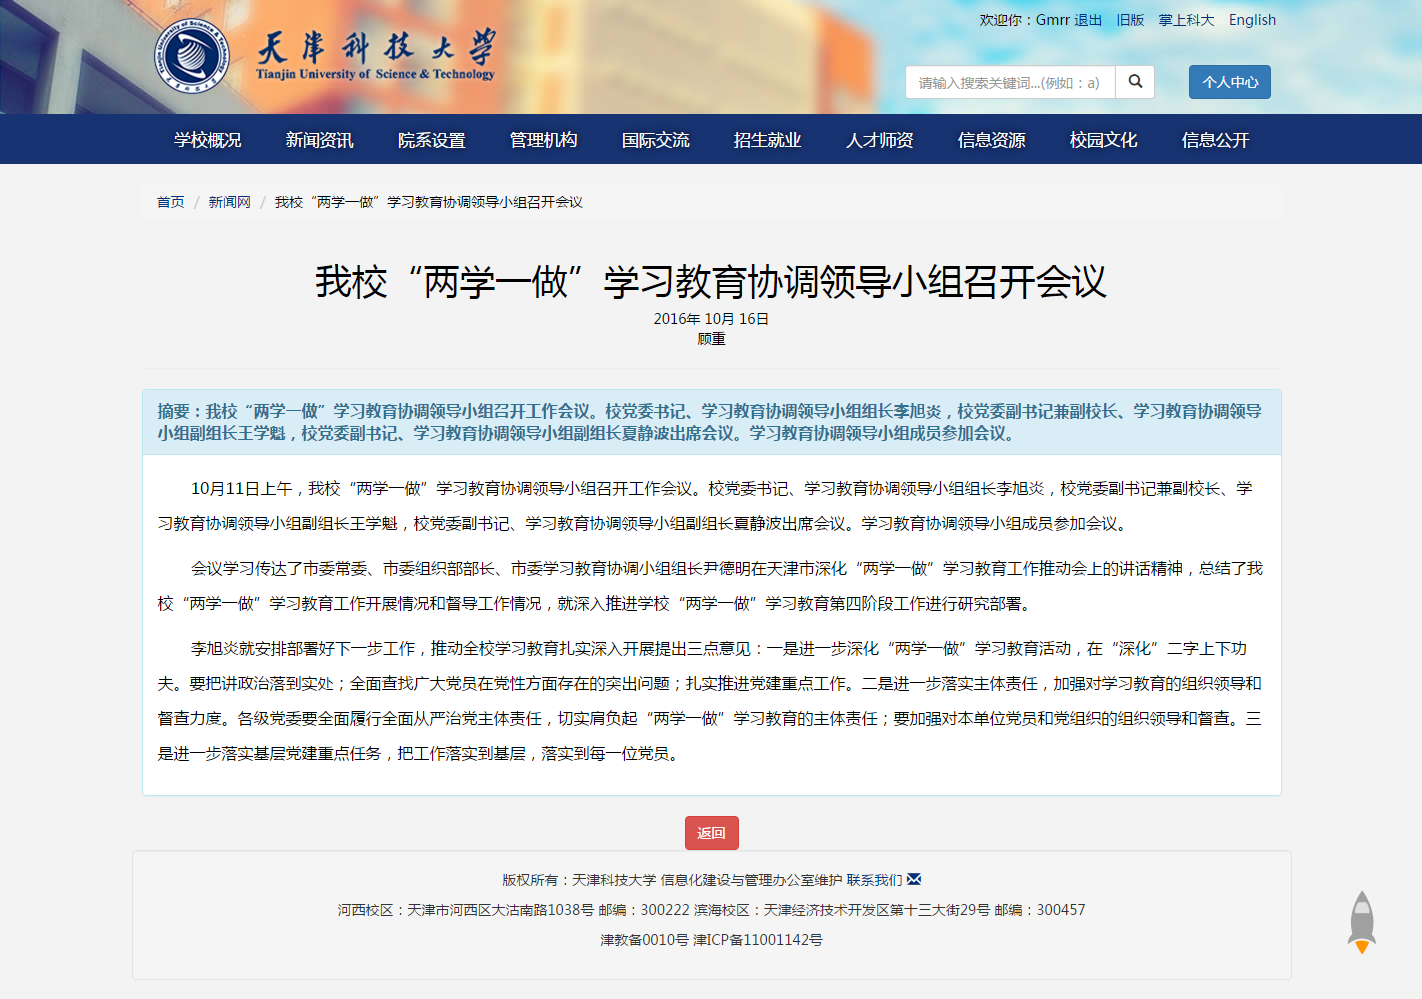 欢迎你：Gmrr 退出 旧版 掌上科大 English
天津科技大学
Tianjin University of Science & Technology
请输入搜索关键词...(例如：a)
个人中心
学校概况 新闻资讯 院系设置 管理机构 国际交流 招生就业 人才师资 信息资源 校园文化 信息公开
首页 / 新闻网 / 我校“两学一做”学习教育协调领导小组召开会议
我校“两学一做”学习教育协调领导小组召开会议
2016年 10月 16日
顾重
摘要：我校“两学一做”学习教育协调领导小组召开工作会议。校党委书记、学习教育协调领导小组组长李旭炎，校党委副书记兼副校长、学习教育协调领导
小组副组长王学魁，校党委副书记、学习教育协调领导小组副组长夏静波出席会议。学习教育协调领导小组成员参加会议。
10月11日上午，我校“两学一做”学习教育协调领导小组召开工作会议。校党委书记、学习教育协调领导小组组长李旭炎，校党委副书记兼副校长、学
习教育协调领导小组副组长王学魁，校党委副书记、学习教育协调领导小组副组长夏静波出席会议。学习教育协调领导小组成员参加会议。
会议学习传达了市委常委、市委组织部部长、市委学习教育协调小组组长尹德明在天津市深化“两学一做”学习教育工作推动会上的讲话精神，总结了我
校“两学一做”学习教育工作开展情况和督导工作情况，就深入推进学校“两学一做”学习教育第四阶段工作进行研究部署。
李旭炎就安排部署好下一步工作，推动全校学习教育扎实深入开展提出三点意见：一是进一步深化“两学一做”学习教育活动，在“深化”二字上下功
夫。要把讲政治落到实处；全面查找广大党员在党性方面存在的突出问题；扎实推进党建重点工作。二是进一步落实主体责任，加强对学习教育的组织领导和
督查力度。各级党委要全面履行全面从严治党主体责任，切实肩负起“两学一做”学习教育的主体责任；要加强对本单位党员和党组织的组织领导和督查。三
是进一步落实基层党建重点任务，把工作落实到基层，落实到每一位党员。
返回
版权所有：天津科技大学 信息化建设与管理办公室维护 联系我们
河西校区：天津市河西区大沽南路1038号 邮编：300222 滨海校区：天津经济技术开发区第十三大街29号 邮编：300457
津教备0010号 津ICP备11001142号